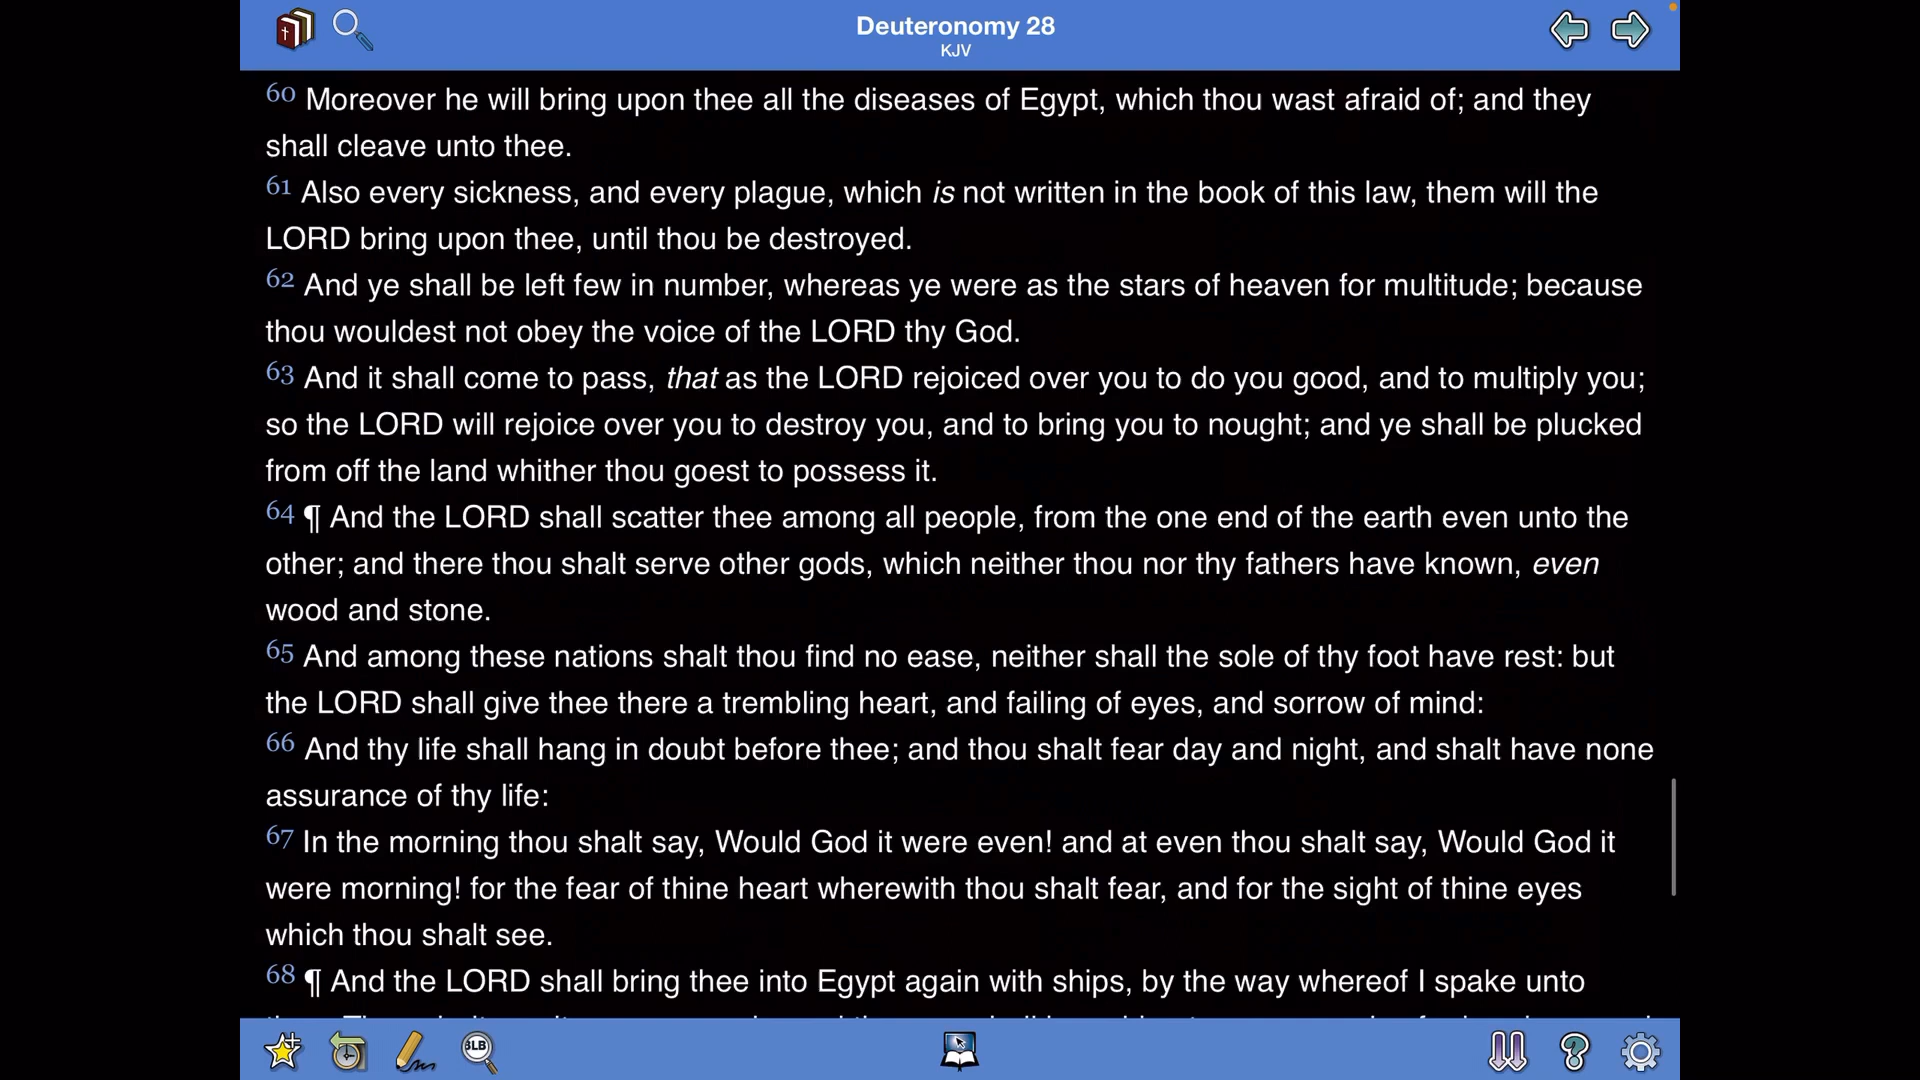 Deuteronomy 28
KJV
60 Moreover he will bring upon thee all the diseases of Egypt, which thou wast afraid of; and they
shall cleave unto thee.
61 Also every sickness, and every plague, which is not written in the book of this law, them will the
LORD bring upon thee, until thou be destroyed.
62 And ye shall be left few in number, whereas ye were as the stars of heaven for multitude; because
thou wouldest not obey the voice of the LORD thy God.
63 And it shall come to pass, that as the LORD rejoiced over you to do you good, and to multiply you;
so the LORD will rejoice over you to destroy you, and to bring you to nought; and ye shall be plucked
from off the land whither thou goest to possess it.
64 ¶ And the LORD shall scatter thee among all people, from the one end of the earth even unto the
other; and there thou shalt serve other gods, which neither thou nor thy fathers have known, even
wood and stone.
65 And among these nations shalt thou find no ease, neither shall the sole of thy foot have rest: but
the LORD shall give thee there a trembling heart, and failing of eyes, and sorrow of mind:
66 And thy life shall hang in doubt before thee; and thou shalt fear day and night, and shalt have none
assurance of thy life:
67 In the morning thou shalt say, Would God it were even! and at even thou shalt say, Would God it
were morning! for the fear of thine heart wherewith thou shalt fear, and for the sight of thine eyes
which thou shalt see.
68 ¶ And the LORD shall bring thee into Egypt again with ships, by the way whereof I spake unto
BLB